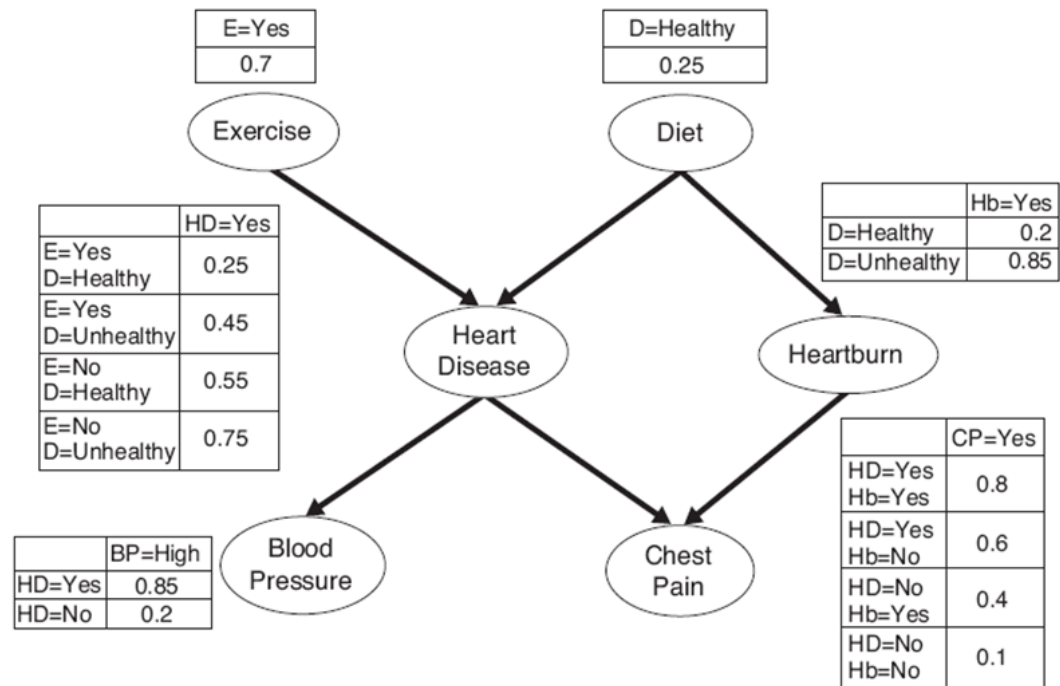 E=Yes
0.7
D=Healthy
0.25
Exercise
Diet
HD=Yes
E=Yes
D=Healthy
0.25
E=Yes
D=Unhealthy
0.45
E=No
D=Healthy
0.55
E=No
D=Unhealthy
0.75
Hb=Yes
D=Healthy 0.2
D=Unhealthy 0.85
Heart
Disease
Heartburn
BP=High
HD=Yes 0.85
HD=No 0.2
Blood
Pressure
Chest
Pain
CP=Yes
HD=Yes
Hb=Yes
0.8
HD=Yes
Hb=No
0.6
HD=No
Hb=Yes
0.4
HD=No
Hb=No
0.1